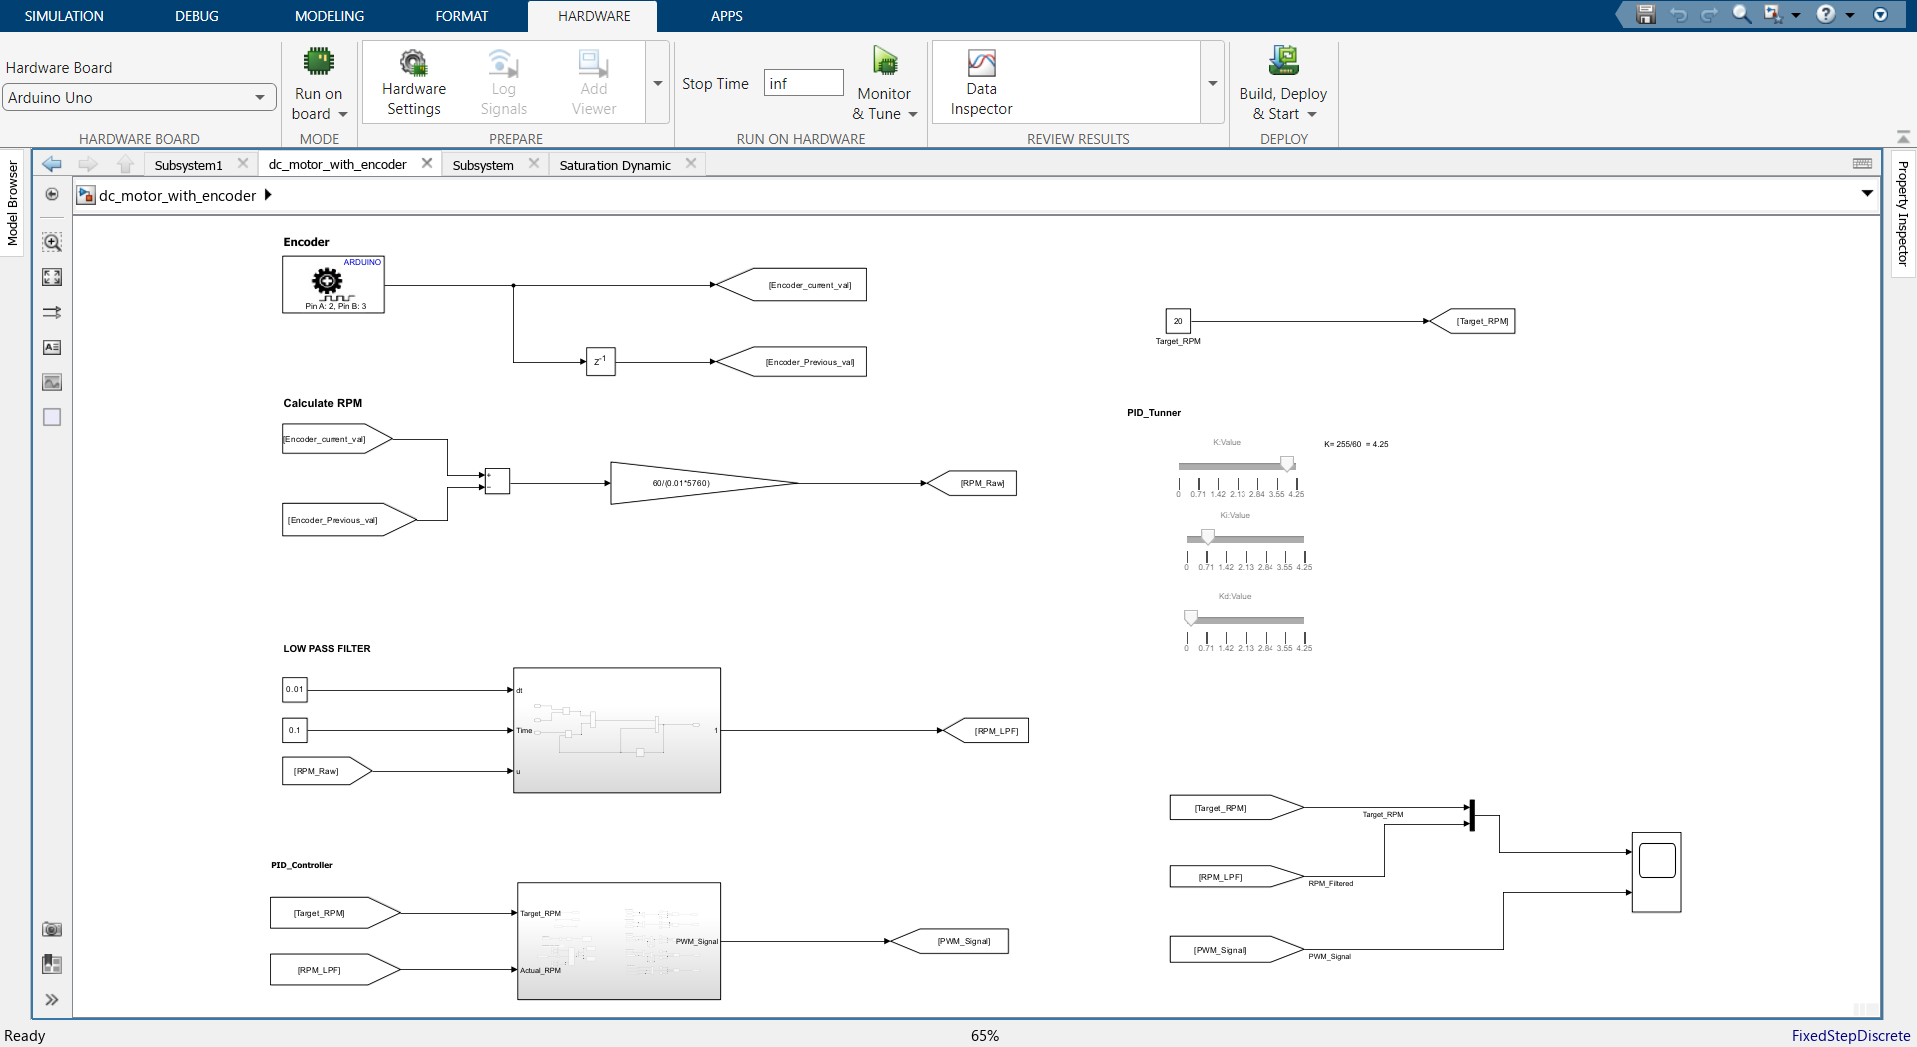 SIMULATION DEBUG MODELING FORMAT HARDWARE APPS
Hardware Board
Arduino Uno
HARDWARE BOARD
Run on
board
MODE
Hardware
Settings
Log
Signals
Add
Viewer
PREPARE
Stop Time inf
Monitor
& Tune
RUN ON HARDWARE
Data
Inspector
REVIEW RESULTS
Build, Deploy
& Start
DEPLOY
Model Browser
Property Inspector
Subsystem1 dc_motor_with_encoder Subsystem Saturation Dynamic
dc_motor_with_encoder
Encoder
ARDUINO
Pin A: 2, Pin B: 3
[Encoder_current_val]
z-1
[Encoder_Previous_val]
20
Target_RPM
[Target_RPM]
Calculate RPM
[Encoder_current_val]
[Encoder_Previous_val]
+
−
60/(0.01*5760)
[RPM_Raw]
PID_Tunner
K:Value
K= 255/60 = 4.25
0 0.71 1.42 2.13 2.84 3.55 4.25
Ki:Value
0 0.71 1.42 2.13 2.84 3.55 4.25
Kd:Value
0 0.71 1.42 2.13 2.84 3.55 4.25
LOW PASS FILTER
0.01
dt
0.1
Time
[RPM_Raw]
u
1
[RPM_LPF]
PID_Controller
[Target_RPM]
Target_RPM
[RPM_LPF]
Actual_RPM
PWM_Signal
[PWM_Signal]
[Target_RPM]
Target_RPM
[RPM_LPF]
RPM_Filtered
[PWM_Signal]
PWM_Signal
Ready
65%
FixedStepDiscrete